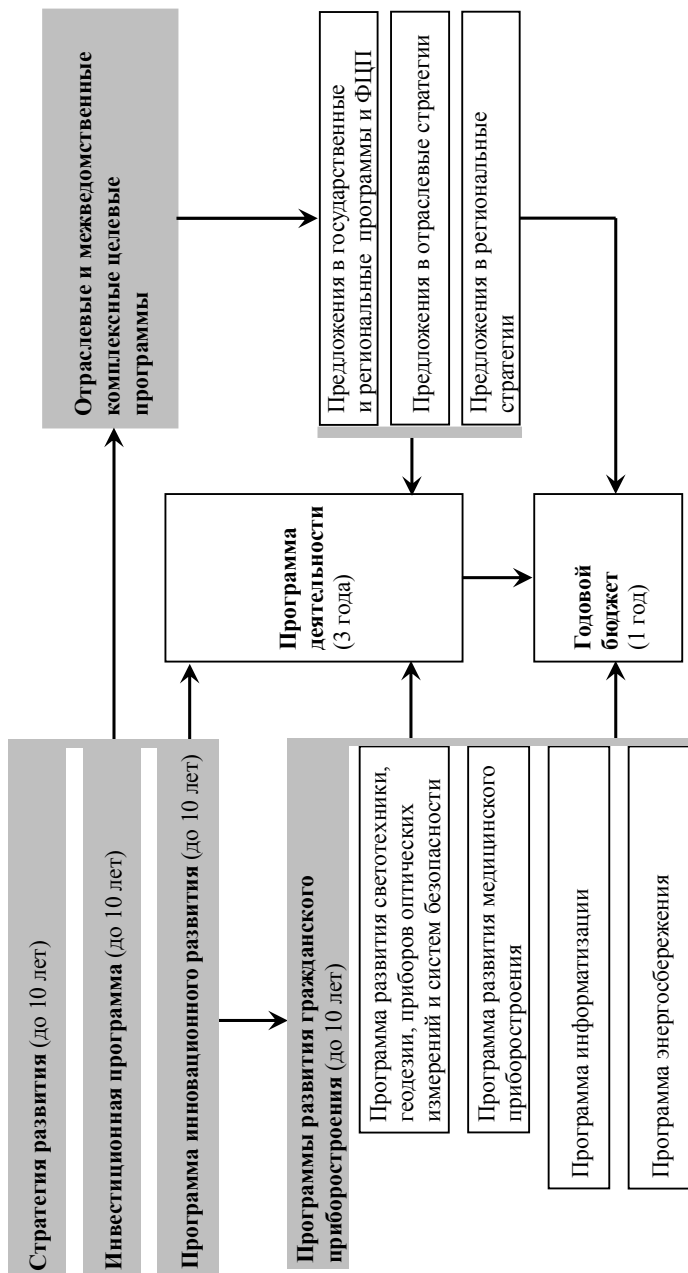 Стратегия развития (до 10 лет)
Инвестиционная программа (до 10 лет)
Программа инновационного развития (до 10 лет)
Программы развития гражданского
приборостроения (до 10 лет)
Программа развития светотехники,
геодезии, приборов оптических
измерений и систем безопасности
Программа развития медицинского
приборостроения
Программа информатизации
Программа энергосбережения
Программа
деятельности
(3 года)
Годовой
бюджет
(1 год)
Отраслевые и межведомственные
комплексные целевые
программы
Предложения в государственные
и региональные программы и ФЦП
Предложения в отраслевые стратегии
Предложения в региональные
стратегии